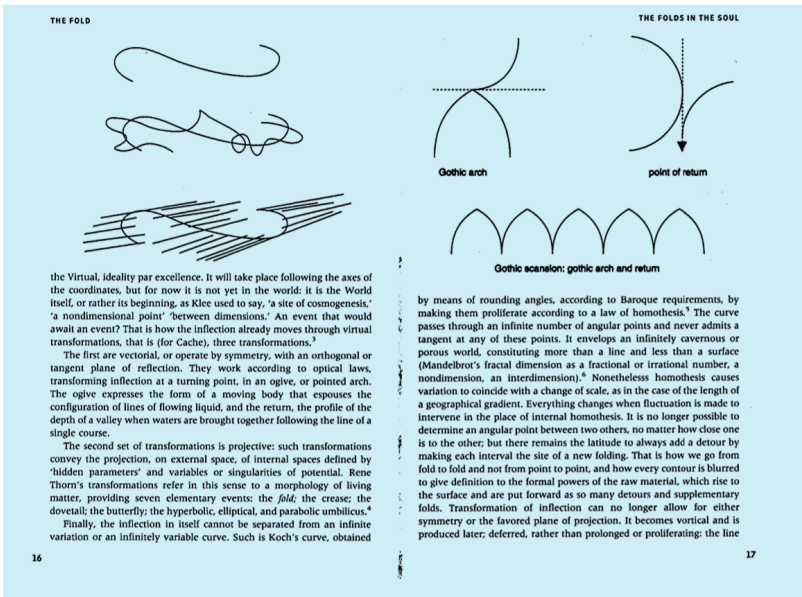 THE FOLD
the Virtual, ideality par excellence. It will take place following the axes of
the coordinates, but for now it is not yet in the world: it is the World
itself, or rather its beginning, as Klee used to say, 'a site of cosmogenesis,'
'a nondimensional point' 'between dimensions.' An event that would
await an event? That is how the inflection already moves through virtual
transformations, that is (for Cache), three transformations.³
The first are vectorial, or operate by symmetry, with an orthogonal or
tangent plane of reflection. They work according to optical laws,
transforming inflection at a turning point, in an ogive, or pointed arch.
The ogive expresses the form of a moving body that espouses the
configuration of lines of flowing liquid, and the return, the profile of the
depth of a valley when waters are brought together following the line of a
single course.
The second set of transformations is projective: such transformations
convey the projection, on external space, of internal spaces defined by
'hidden parameters' and variables or singularities of potential. Rene
Thorn's transformations refer in this sense to a morphology of living
matter, providing seven elementary events: the fold; the crease; the
dovetail; the butterfly; the hyperbolic, elliptical, and parabolic umbilicus.⁴
Finally, the inflection in itself cannot be separated from an infinite
variation or an infinitely variable curve. Such is Koch's curve, obtained
16
THE FOLDS IN THE SOUL
Gothic arch
point of return
Gothic scansion: gothic arch and return
by means of rounding angles, according to Baroque requirements, by
making them proliferate according to a law of homothesis.⁵ The curve
passes through an infinite number of angular points and never admits a
tangent at any of these points. It envelops an infinitely cavernous or
porous world, constituting more than a line and less than a surface
(Mandelbrot's fractal dimension as a fractional or irrational number, a
nondimension, an interdimension).⁶ Nonethelesss homothesis causes
variation to coincide with a change of scale, as in the case of the length of
a geographical gradient. Everything changes when fluctuation is made to
intervene in the place of internal homothesis. It is no longer possible to
determine an angular point between two others, no matter how close one
is to the other; but there remains the latitude to always add a detour by
making each interval the site of a new folding. That is how we go from
fold to fold and not from point to point, and how every contour is blurred
to give definition to the formal powers of the raw material, which rise to
the surface and are put forward as so many detours and supplementary
folds. Transformation of inflection can no longer allow for either
symmetry or the favored plane of projection. It becomes vortical and is
produced later; deferred, rather than prolonged or proliferating: the line
17